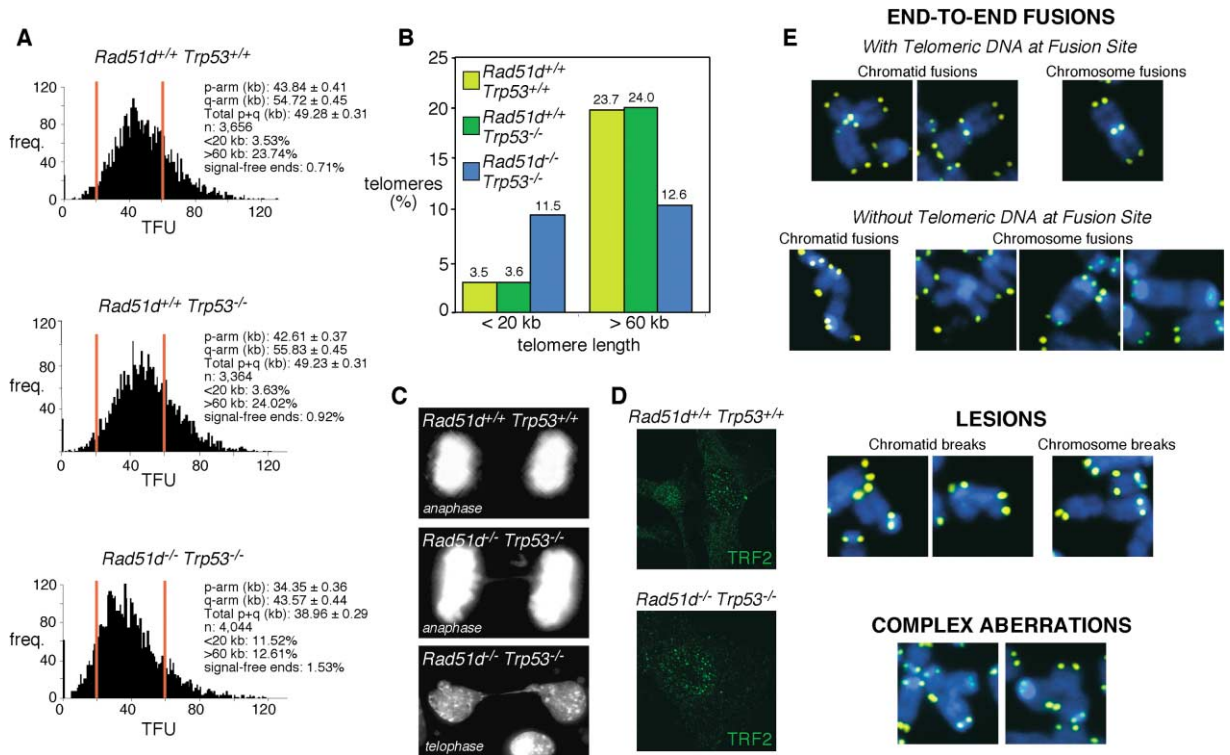 A
Rad51d+/+ Trp53+/+
120
80
freq.
40
0
40
80
120
TFU
p-arm (kb): 43.84 ± 0.41
q-arm (kb): 54.72 ± 0.45
Total p+q (kb): 49.28 ± 0.31
n: 3,656
<20 kb: 3.53%
>60 kb: 23.74%
signal-free ends: 0.71%
Rad51d+/+ Trp53-/-
120
80
freq.
40
0
40
80
120
TFU
p-arm (kb): 42.61 ± 0.37
q-arm (kb): 55.83 ± 0.45
Total p+q (kb): 49.23 ± 0.31
n: 3,364
<20 kb: 3.63%
>60 kb: 24.02%
signal-free ends: 0.92%
Rad51d-/- Trp53-/-
120
80
freq.
40
0
0
40
80
120
TFU
p-arm (kb): 34.35 ± 0.36
q-arm (kb): 43.57 ± 0.44
Total p+q (kb): 38.96 ± 0.29
n: 4,044
<20 kb: 11.52%
>60 kb: 12.61%
signal-free ends: 1.53%
B
25
20
15
telomeres
(%)
10
5
0
Rad51d+/+
Trp53+/+
Rad51d+/+
Trp53-/-
Rad51d-/-
Trp53-/-
3.5
3.6
11.5
23.7
24.0
12.6
< 20 kb
> 60 kb
telomere length
C
Rad51d+/+ Trp53+/+
anaphase
Rad51d-/- Trp53-/-
anaphase
Rad51d-/- Trp53-/-
telophase
D
Rad51d+/+ Trp53+/+
TRF2
Rad51d-/- Trp53-/-
TRF2
END-TO-END FUSIONS
E
With Telomeric DNA at Fusion Site
Chromatid fusions
Chromosome fusions
Without Telomeric DNA at Fusion Site
Chromatid fusions
Chromosome fusions
LESIONS
Chromatid breaks
Chromosome breaks
COMPLEX ABERRATIONS